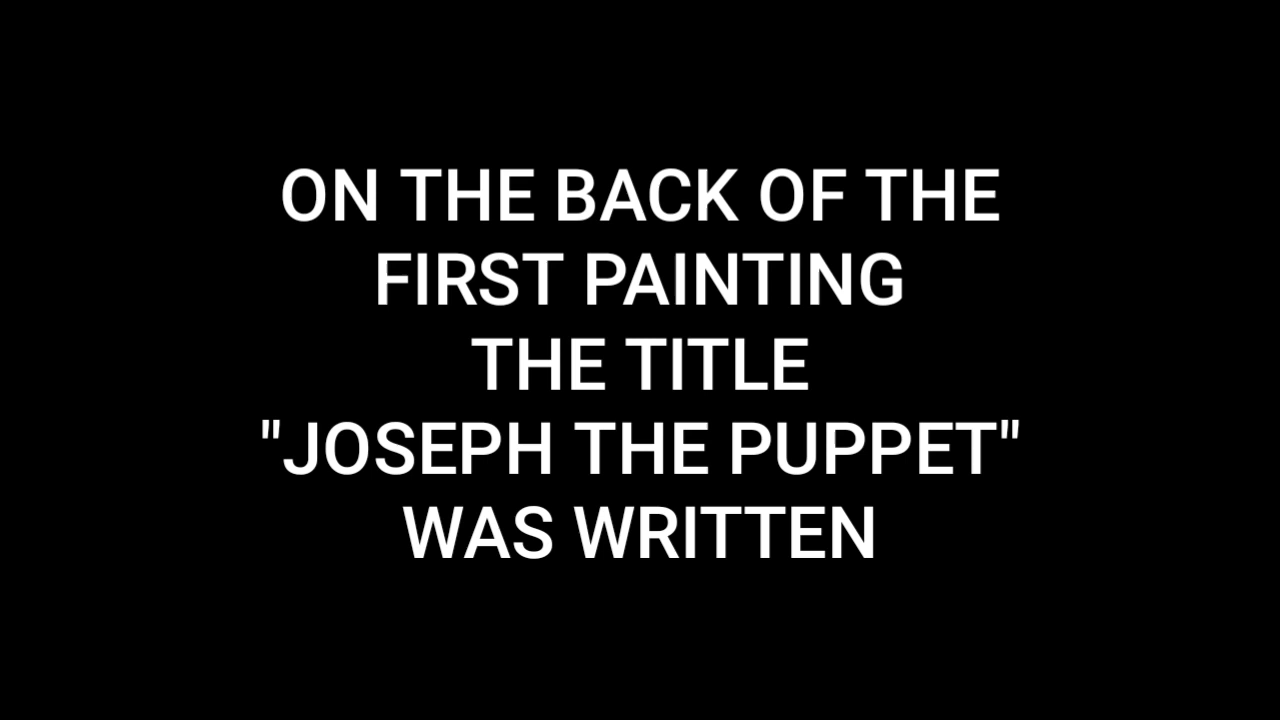 ON THE BACK OF THE
FIRST PAINTING
THE TITLE
"JOSEPH THE PUPPET"
WAS WRITTEN